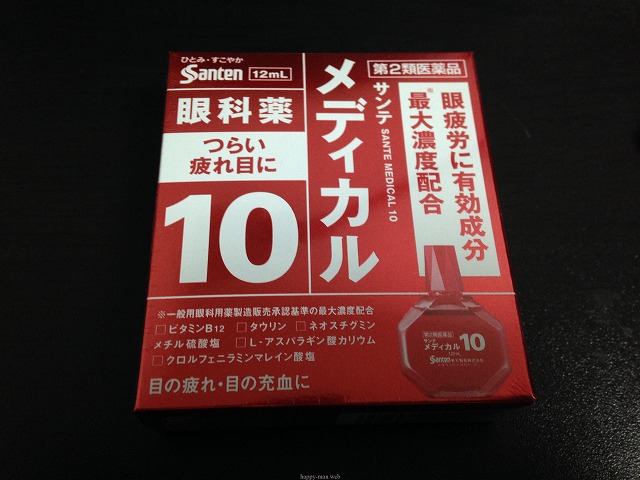 ひとみ・すこやか
Santen 12mL
眼科薬
つらい
疲れ目に
10
メディカル
サンテ SANTE MEDICAL 10
第2類医薬品
眼疲労に有効成分
※最大濃度配合
※一般用眼科用薬製造販売承認基準の最大濃度配合
□ビタミンB12 □タウリン □ネオスチグミン
メチル硫酸塩 □L-アスパラギン酸カリウム
□クロルフェニラミンマレイン酸塩
目の疲れ・目の充血に
第2類医薬品
サンテ
メディカル10
12mL
Santen 参天製薬株式会社
happy-man web